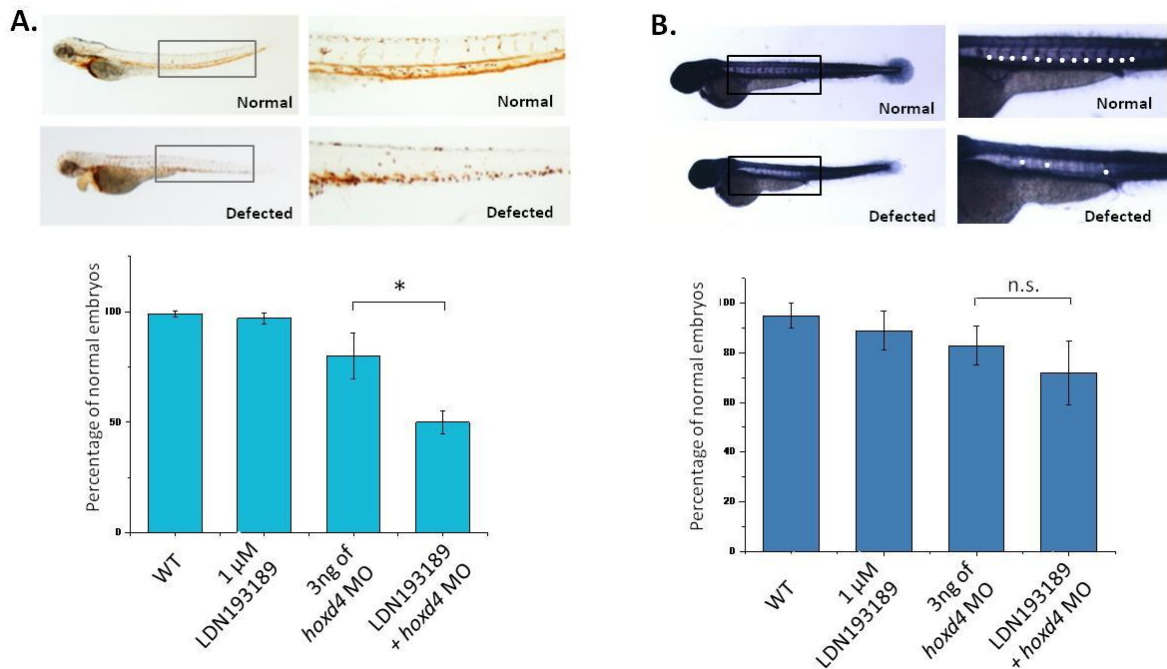 A.
Normal
Normal
Defected
Defected
Percentage of normal embryos
100
50
0
*
WT
1 µM
LDN193189
3ng of
hoxd4 MO
LDN193189
+ hoxd4 MO
B.
Normal
Normal
Defected
Defected
Percentage of normal embryos
100
80
60
40
20
0
n.s.
WT
1 µM
LDN193189
3ng of
hoxd4 MO
LDN193189
+ hoxd4 MO